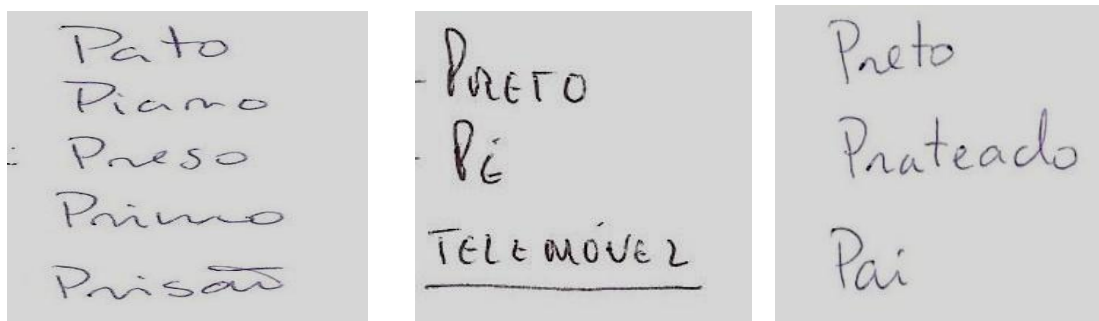 Pato
Piano
Preso
Primo
Prisão
- PRETO
- PÉ
TELEMÓVEL
Preto
Prateado
Pai